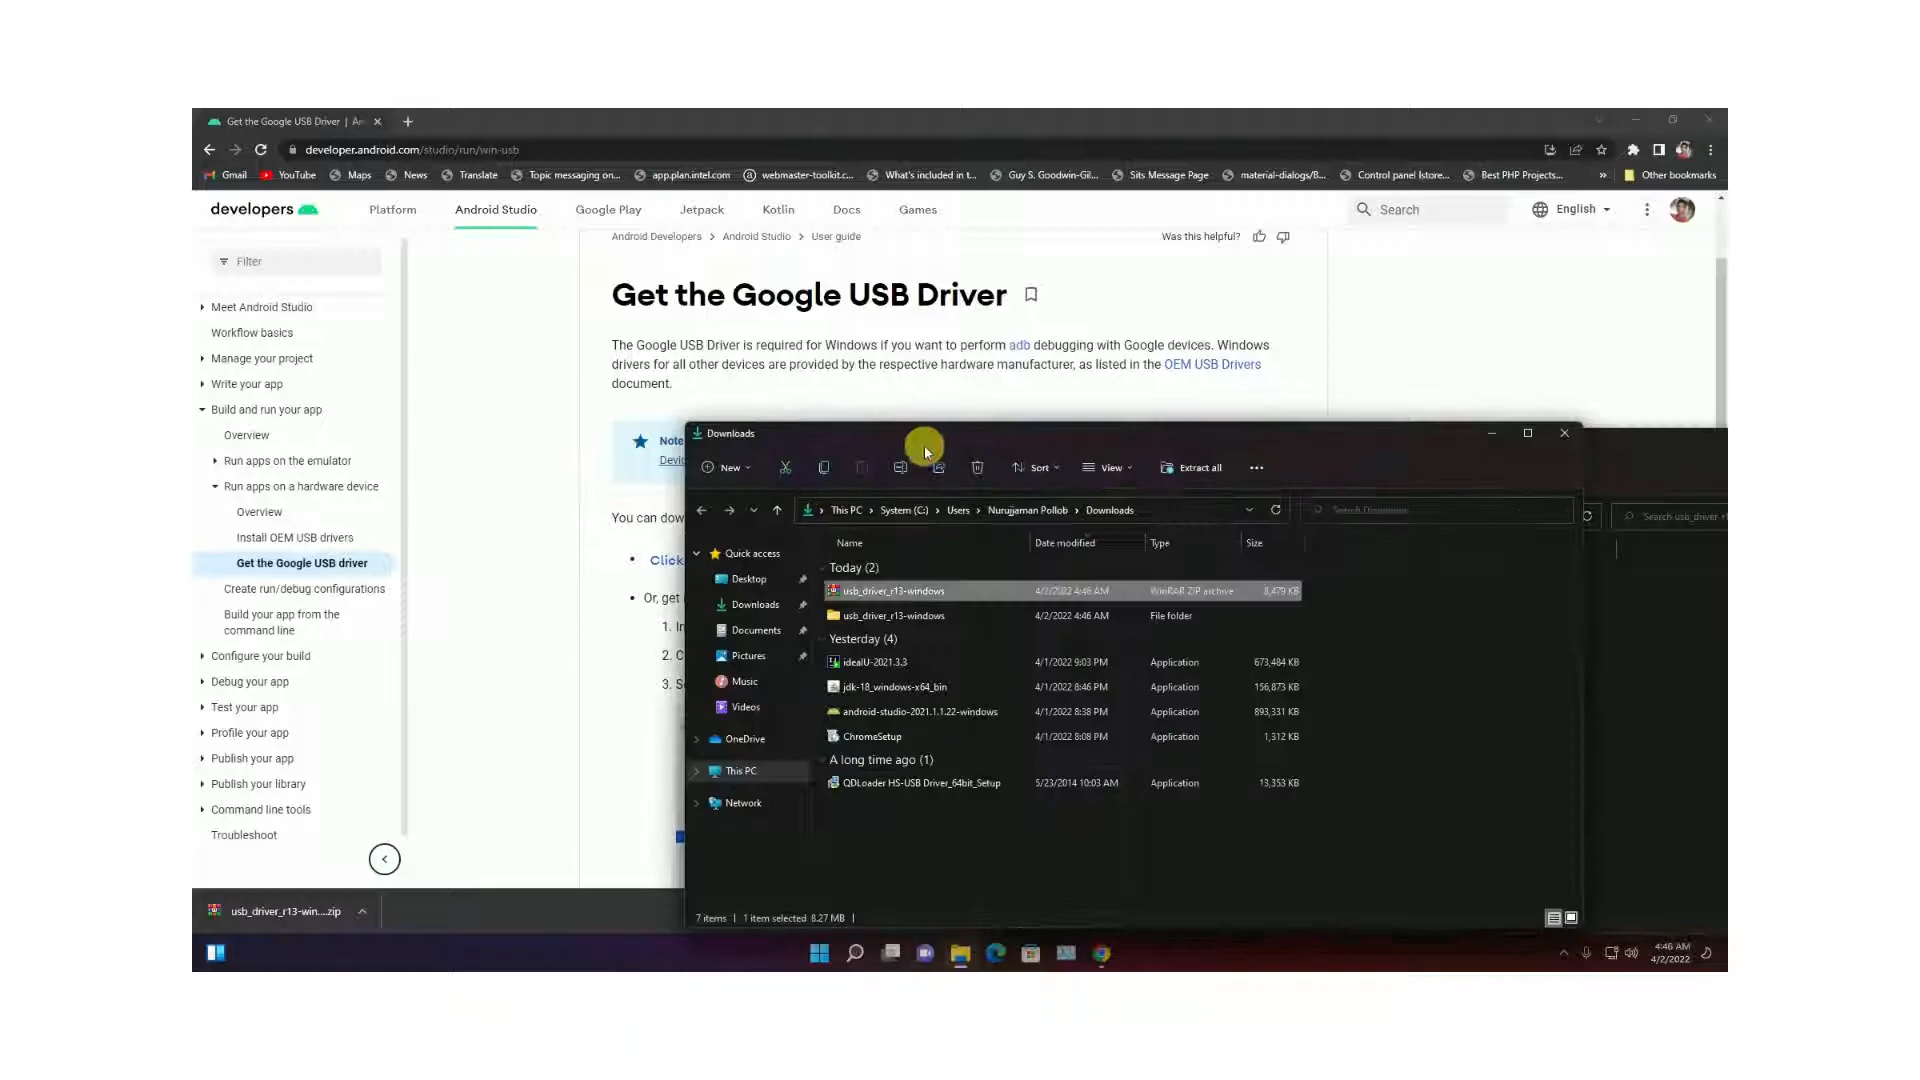 Get the Google USB Driver | An
developer.android.com/studio/run/win-usb
Gmail YouTube Maps News Translate Topic messaging on... app.plan.intel.com webmaster-toolkit.c... What's included in t... Guy S. Goodwin-Gil... Sits Message Page material-dialogs/B... Control panel Istore... Best PHP Projects... » Other bookmarks
developers Platform Android Studio Google Play Jetpack Kotlin Docs Games Search English
Android Developers > Android Studio > User guide
Was this helpful?
Filter
Meet Android Studio
Workflow basics
Manage your project
Write your app
Build and run your app
Overview
Run apps on the emulator
Run apps on a hardware device
Overview
Install OEM USB drivers
Get the Google USB driver
Create run/debug configurations
Build your app from the
command line
Configure your build
Debug your app
Test your app
Profile your app
Publish your app
Publish your library
Command line tools
Troubleshoot
Get the Google USB Driver
The Google USB Driver is required for Windows if you want to perform adb debugging with Google devices. Windows
drivers for all other devices are provided by the respective hardware manufacturer, as listed in the OEM USB Drivers
document.
Note
Devic
You can dow
• Click
• Or, get
1. In
2. C
3. S
Downloads
New Sort View Extract all
This PC > System (C:) > Users > Nurujjaman Pollob > Downloads
Search Downloads
Search usb_driver_r1
Name Date modified Type Size
Quick access
Desktop
Downloads
Documents
Pictures
Music
Videos
OneDrive
This PC
Network
Today (2)
usb_driver_r13-windows 4/2/2022 4:46 AM WinRAR ZIP archive 8,479 KB
usb_driver_r13-windows 4/2/2022 4:46 AM File folder
Yesterday (4)
idealU-2021.3.3 4/1/2022 9:03 PM Application 673,484 KB
jdk-18_windows-x64_bin 4/1/2022 8:46 PM Application 156,873 KB
android-studio-2021.1.1.22-windows 4/1/2022 8:38 PM Application 893,331 KB
ChromeSetup 4/1/2022 8:08 PM Application 1,312 KB
A long time ago (1)
QDLoader HS-USB Driver_64bit_Setup 5/23/2014 10:03 AM Application 13,353 KB
7 items 1 item selected 8.27 MB
usb_driver_r13-win....zip
4:46 AM
4/2/2022